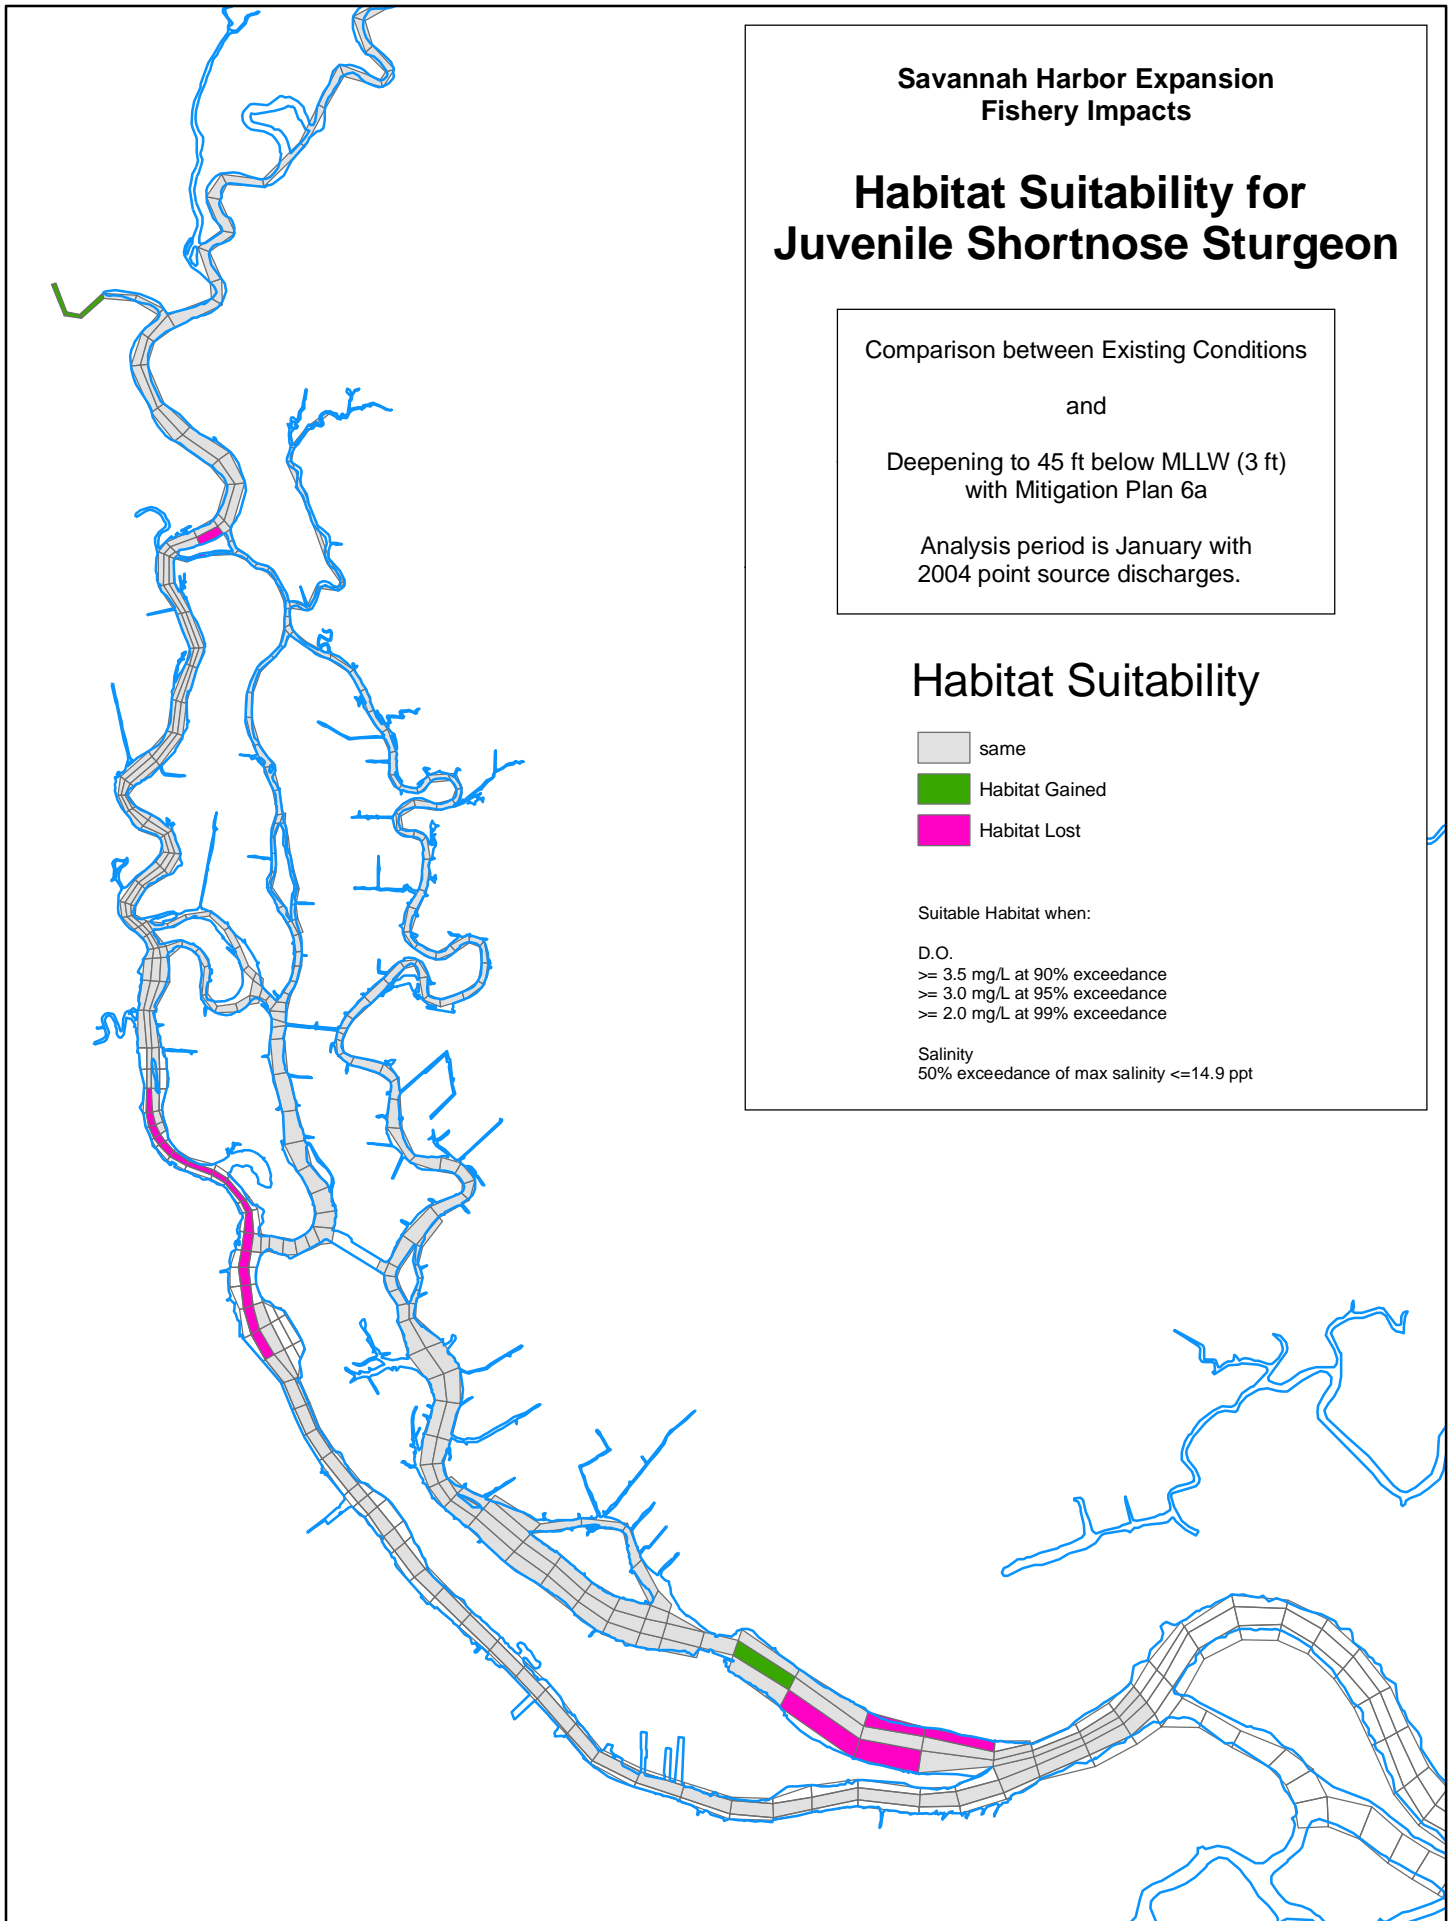 Savannah Harbor Expansion
Fishery Impacts
Habitat Suitability for
Juvenile Shortnose Sturgeon
Comparison between Existing Conditions
and
Deepening to 45 ft below MLLW (3 ft)
with Mitigation Plan 6a
Analysis period is January with
2004 point source discharges.
Habitat Suitability
same
Habitat Gained
Habitat Lost
Suitable Habitat when:
D.O.
>= 3.5 mg/L at 90% exceedance
>= 3.0 mg/L at 95% exceedance
>= 2.0 mg/L at 99% exceedance
Salinity
50% exceedance of max salinity <=14.9 ppt